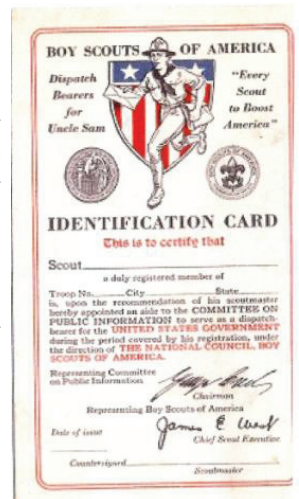 BOY SCOUTS OF AMERICA
Dispatch
Bearers
for
Uncle Sam
"Every
Scout
to Boost
America"
IDENTIFICATION CARD
This is to certify that
Scout
a duly registered member of
Troop No. City State
is, upon the recommendation of his scoutmaster
hereby appointed an aide to the COMMITTEE ON
PUBLIC INFORMATION to serve as a dispatch-
bearer for the UNITED STATES GOVERNMENT
during the period covered by his registration, under
the direction of THE NATIONAL COUNCIL, BOY
SCOUTS OF AMERICA.
Representing Committee
on Public Information
Chairman
Representing Boy Scouts of America
James E West
Date of issue
Chief Scout Executive
Countersigned
Scoutmaster